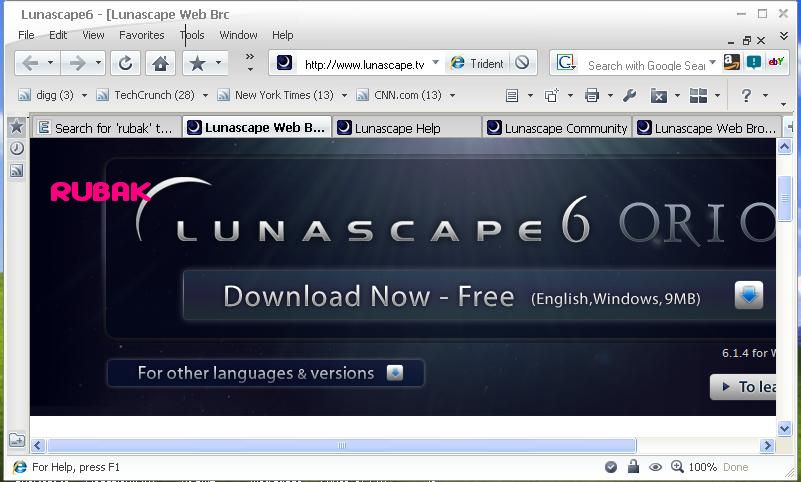 Lunascape6 - [Lunascape Web Brc
File Edit View Favorites Tools Window Help
http://www.lunascape.tv Trident Search with Google Sear
digg (3) TechCrunch (28) New York Times (13) CNN.com (13) ?
Search for 'rubak' t... Lunascape Web B... Lunascape Help Lunascape Community Lunascape Web Bro...
RUBAK
LUNASCAPE 6 ORIO
Download Now - Free (English,Windows,9MB)
6.1.4 for W
For other languages & versions
To lea
For Help, press F1 100% Done